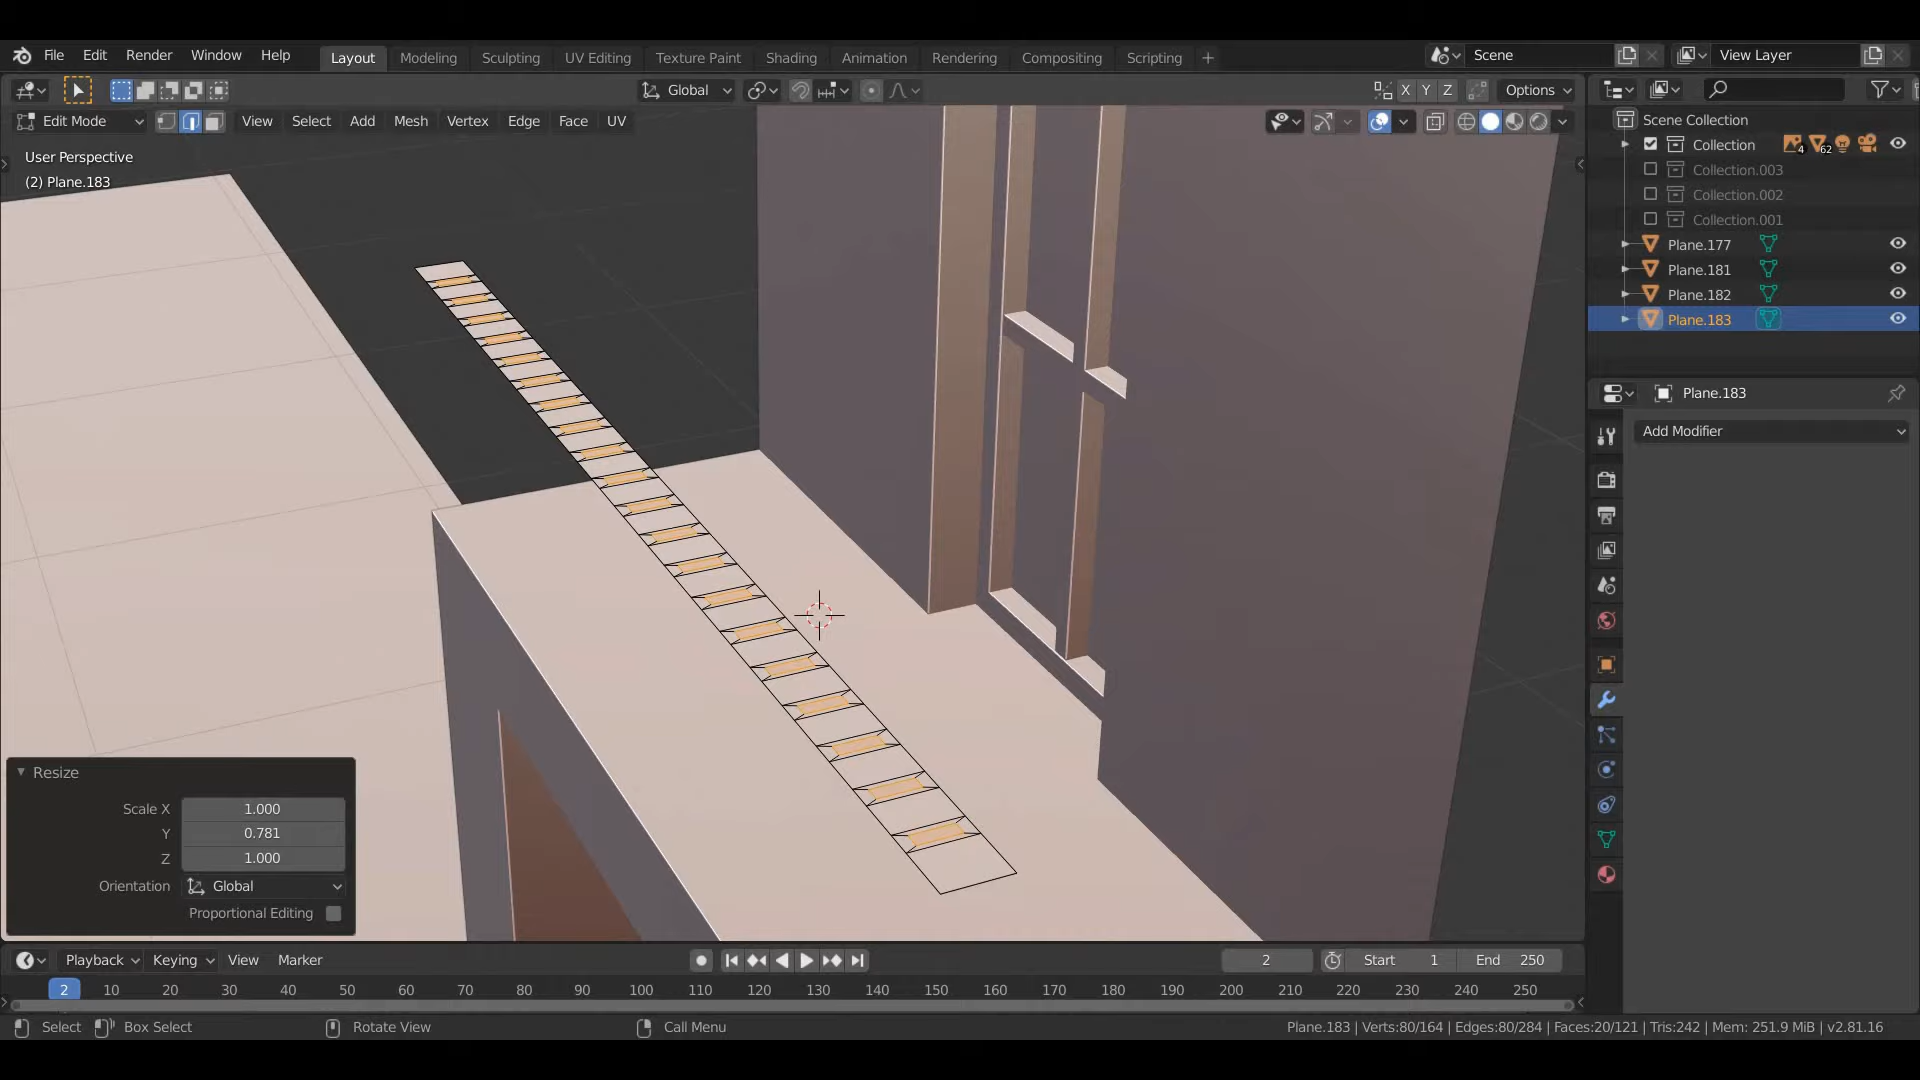 File Edit Render Window Help Layout Modeling Sculpting UV Editing Texture Paint Shading Animation Rendering Compositing Scripting + Scene View Layer
Global X Y Z Options
Edit Mode View Select Add Mesh Vertex Edge Face UV
User Perspective
(2) Plane.183
Scene Collection
Collection 4 62
Collection.003
Collection.002
Collection.001
Plane.177
Plane.181
Plane.182
Plane.183
Plane.183
Add Modifier
Resize
Scale X 1.000
Y 0.781
Z 1.000
Orientation Global
Proportional Editing
Playback Keying View Marker 2 Start 1 End 250
2 10 20 30 40 50 60 70 80 90 100 110 120 130 140 150 160 170 180 190 200 210 220 230 240 250
Select Box Select Rotate View Call Menu Plane.183 | Verts:80/164 | Edges:80/284 | Faces:20/121 | Tris:242 | Mem: 251.9 MiB | v2.81.16